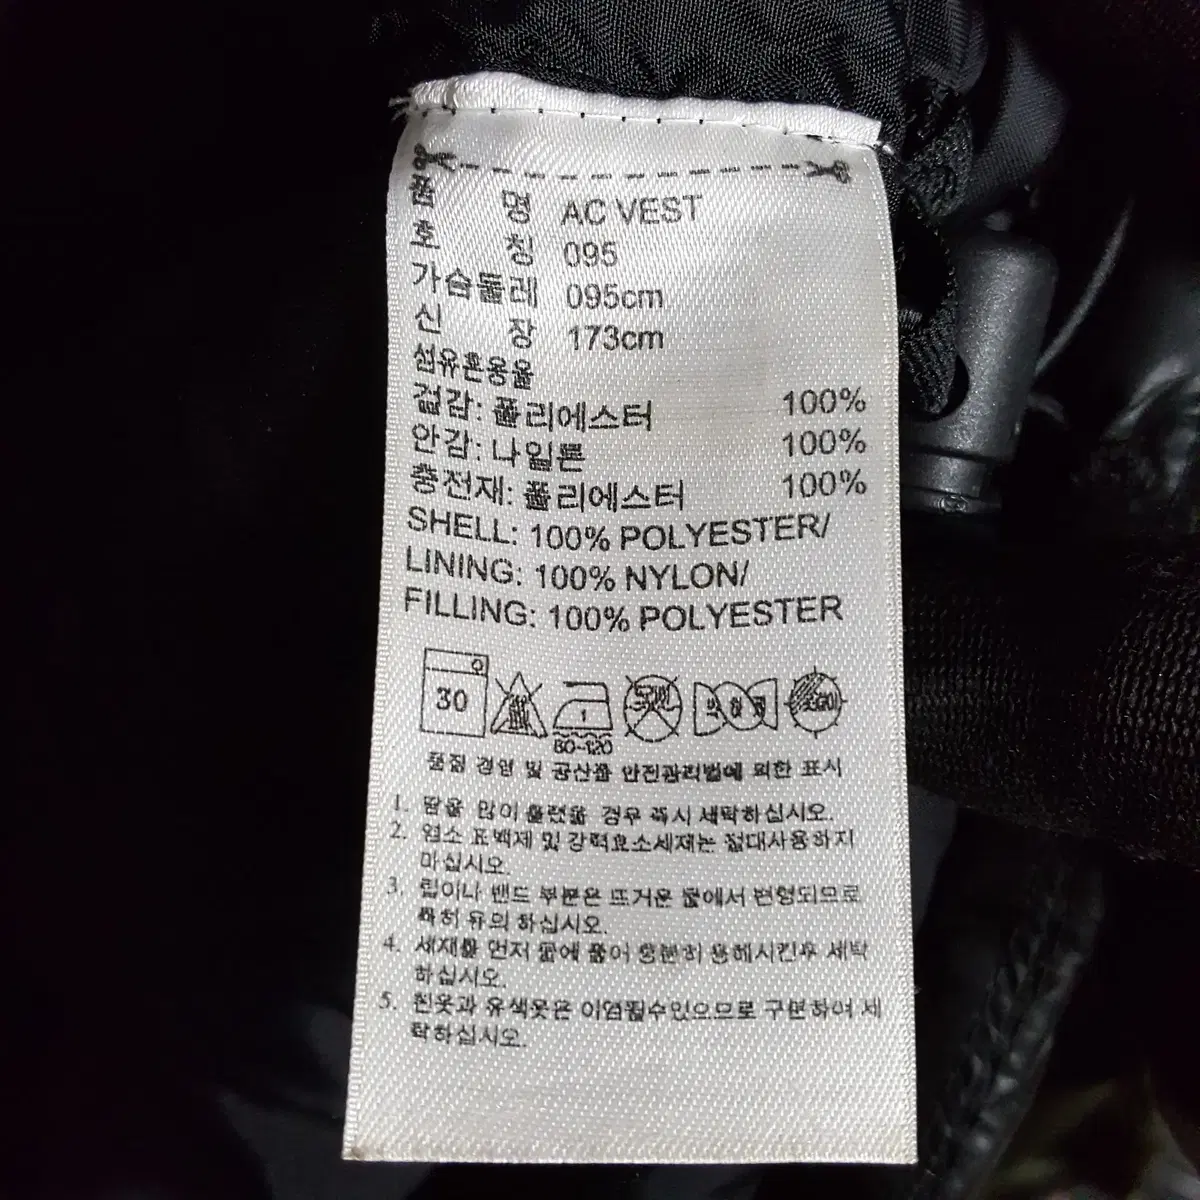 품 명 AC VEST
호 칭 095
가슴둘레 095cm
신 장 173cm
섬유혼용율
겉감: 폴리에스터 100%
안감: 나일론 100%
충전재: 폴리에스터 100%
SHELL: 100% POLYESTER/
LINING: 100% NYLON/
FILLING: 100% POLYESTER
30
80-120
품질 경영 및 공산품 안전관리법에 의한 표시
1. 땀을 많이 흘렸을 경우 즉시 세탁하십시오.
2. 염소 표백제 및 강력효소세제는 절대사용하지
마십시오.
3. 립이나 밴드 부분은 뜨거운 물에서 변형되므로
특히 유의 하십시오.
4. 세재를 먼저 물에 풀어 충분히 용해시킨후 세탁
하십시오.
5. 흰옷과 유색옷은 이염될수있으므로 구분하여 세
탁하십시오.